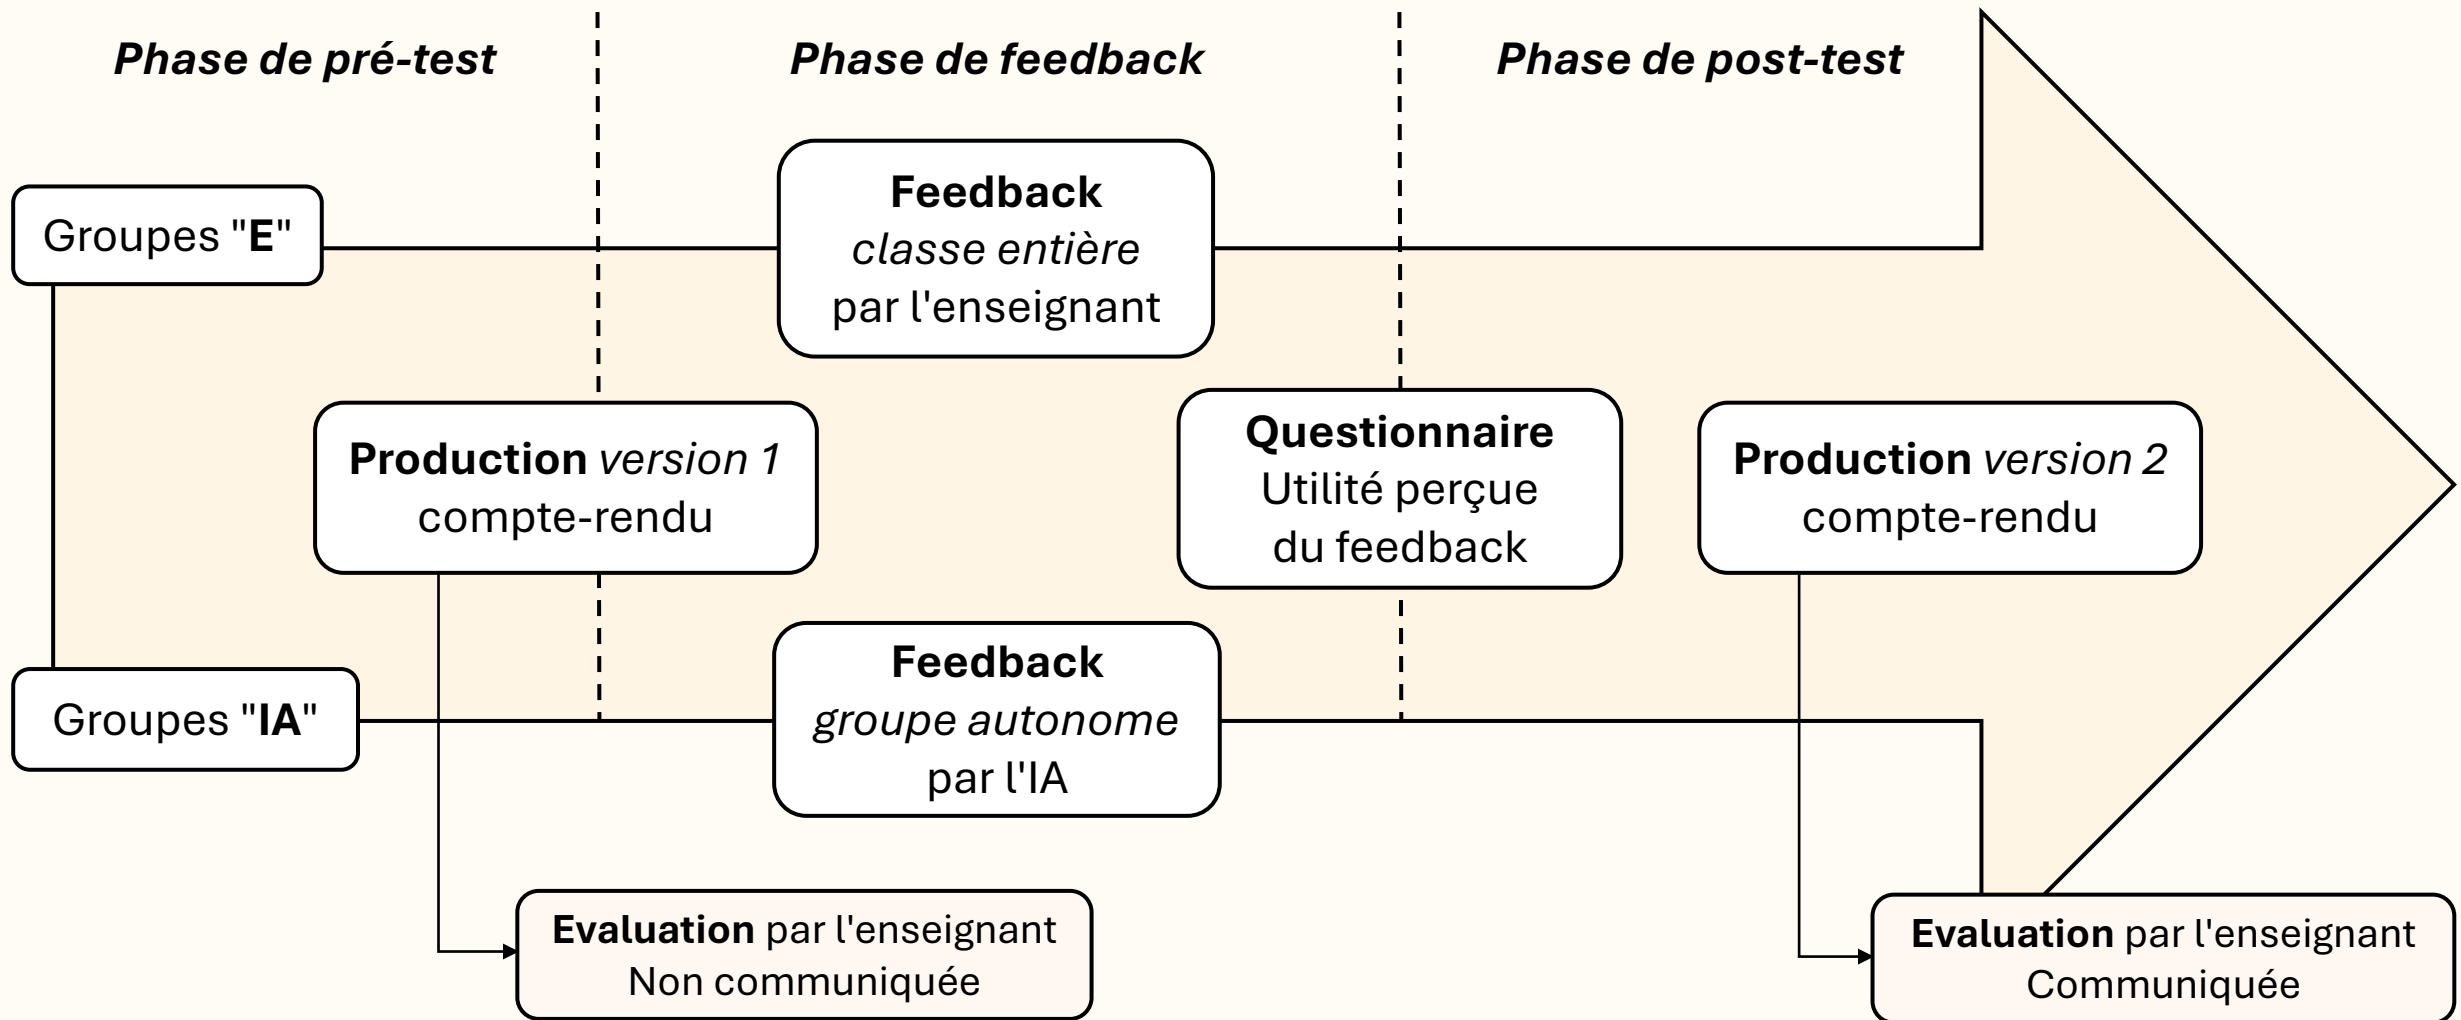 Phase de pré-test
Phase de feedback
Phase de post-test
Groupes "E"
Feedback
classe entière
par l'enseignant
Production version 1
compte-rendu
Questionnaire
Utilité perçue
du feedback
Production version 2
compte-rendu
Groupes "IA"
Feedback
groupe autonome
par l'IA
Evaluation par l'enseignant
Non communiquée
Evaluation par l'enseignant
Communiquée